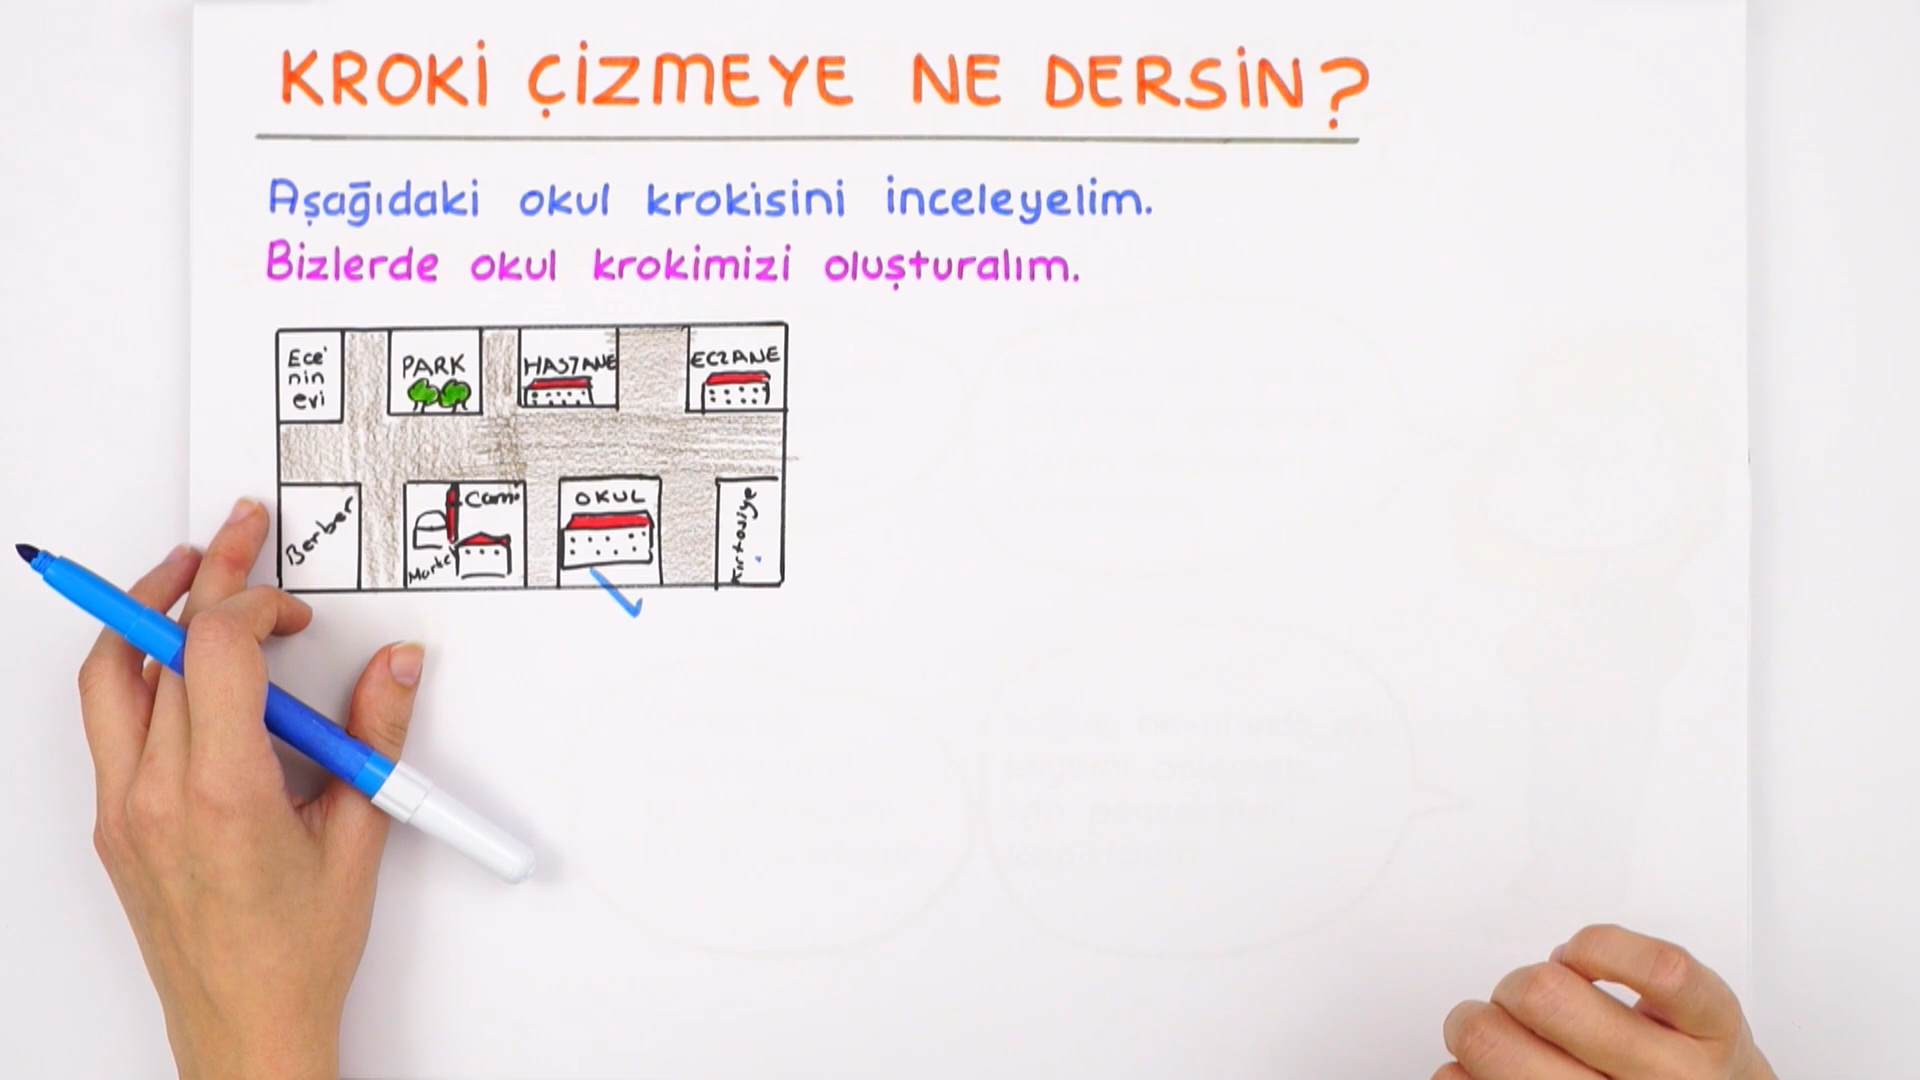 KROKİ ÇİZMEYE NE DERSİN?
Aşağıdaki okul krokisini inceleyelim.
Bizlerde okul krokimizi oluşturalım.
Ece'
nin
evi
PARK
HASTANE
ECZANE
Berber
Cami
Market
OKUL
Kırtasiye